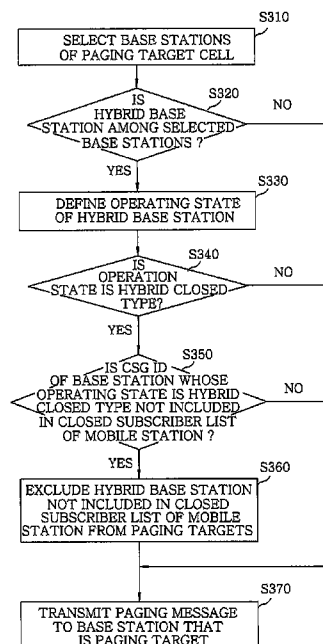 S310
SELECT BASE STATIONS
OF PAGING TARGET CELL
S320
IS
HYBRID BASE
STATION AMONG SELECTED
BASE STATIONS ?
NO
YES
S330
DEFINE OPERATING STATE
OF HYBRID BASE STATION
S340
IS
OPERATION
STATE IS HYBRID CLOSED
TYPE?
NO
YES
S350
IS CSG ID
OF BASE STATION WHOSE
OPERATING STATE IS HYBRID
CLOSED TYPE NOT INCLUDED
IN CLOSED SUBSCRIBER LIST
OF MOBILE STATION ?
NO
YES
S360
EXCLUDE HYBRID BASE STATION
NOT INCLUDED IN CLOSED
SUBSCRIBER LIST OF MOBILE
STATION FROM PAGING TARGETS
S370
TRANSMIT PAGING MESSAGE
TO BASE STATION THAT
IS PAGING TARGET